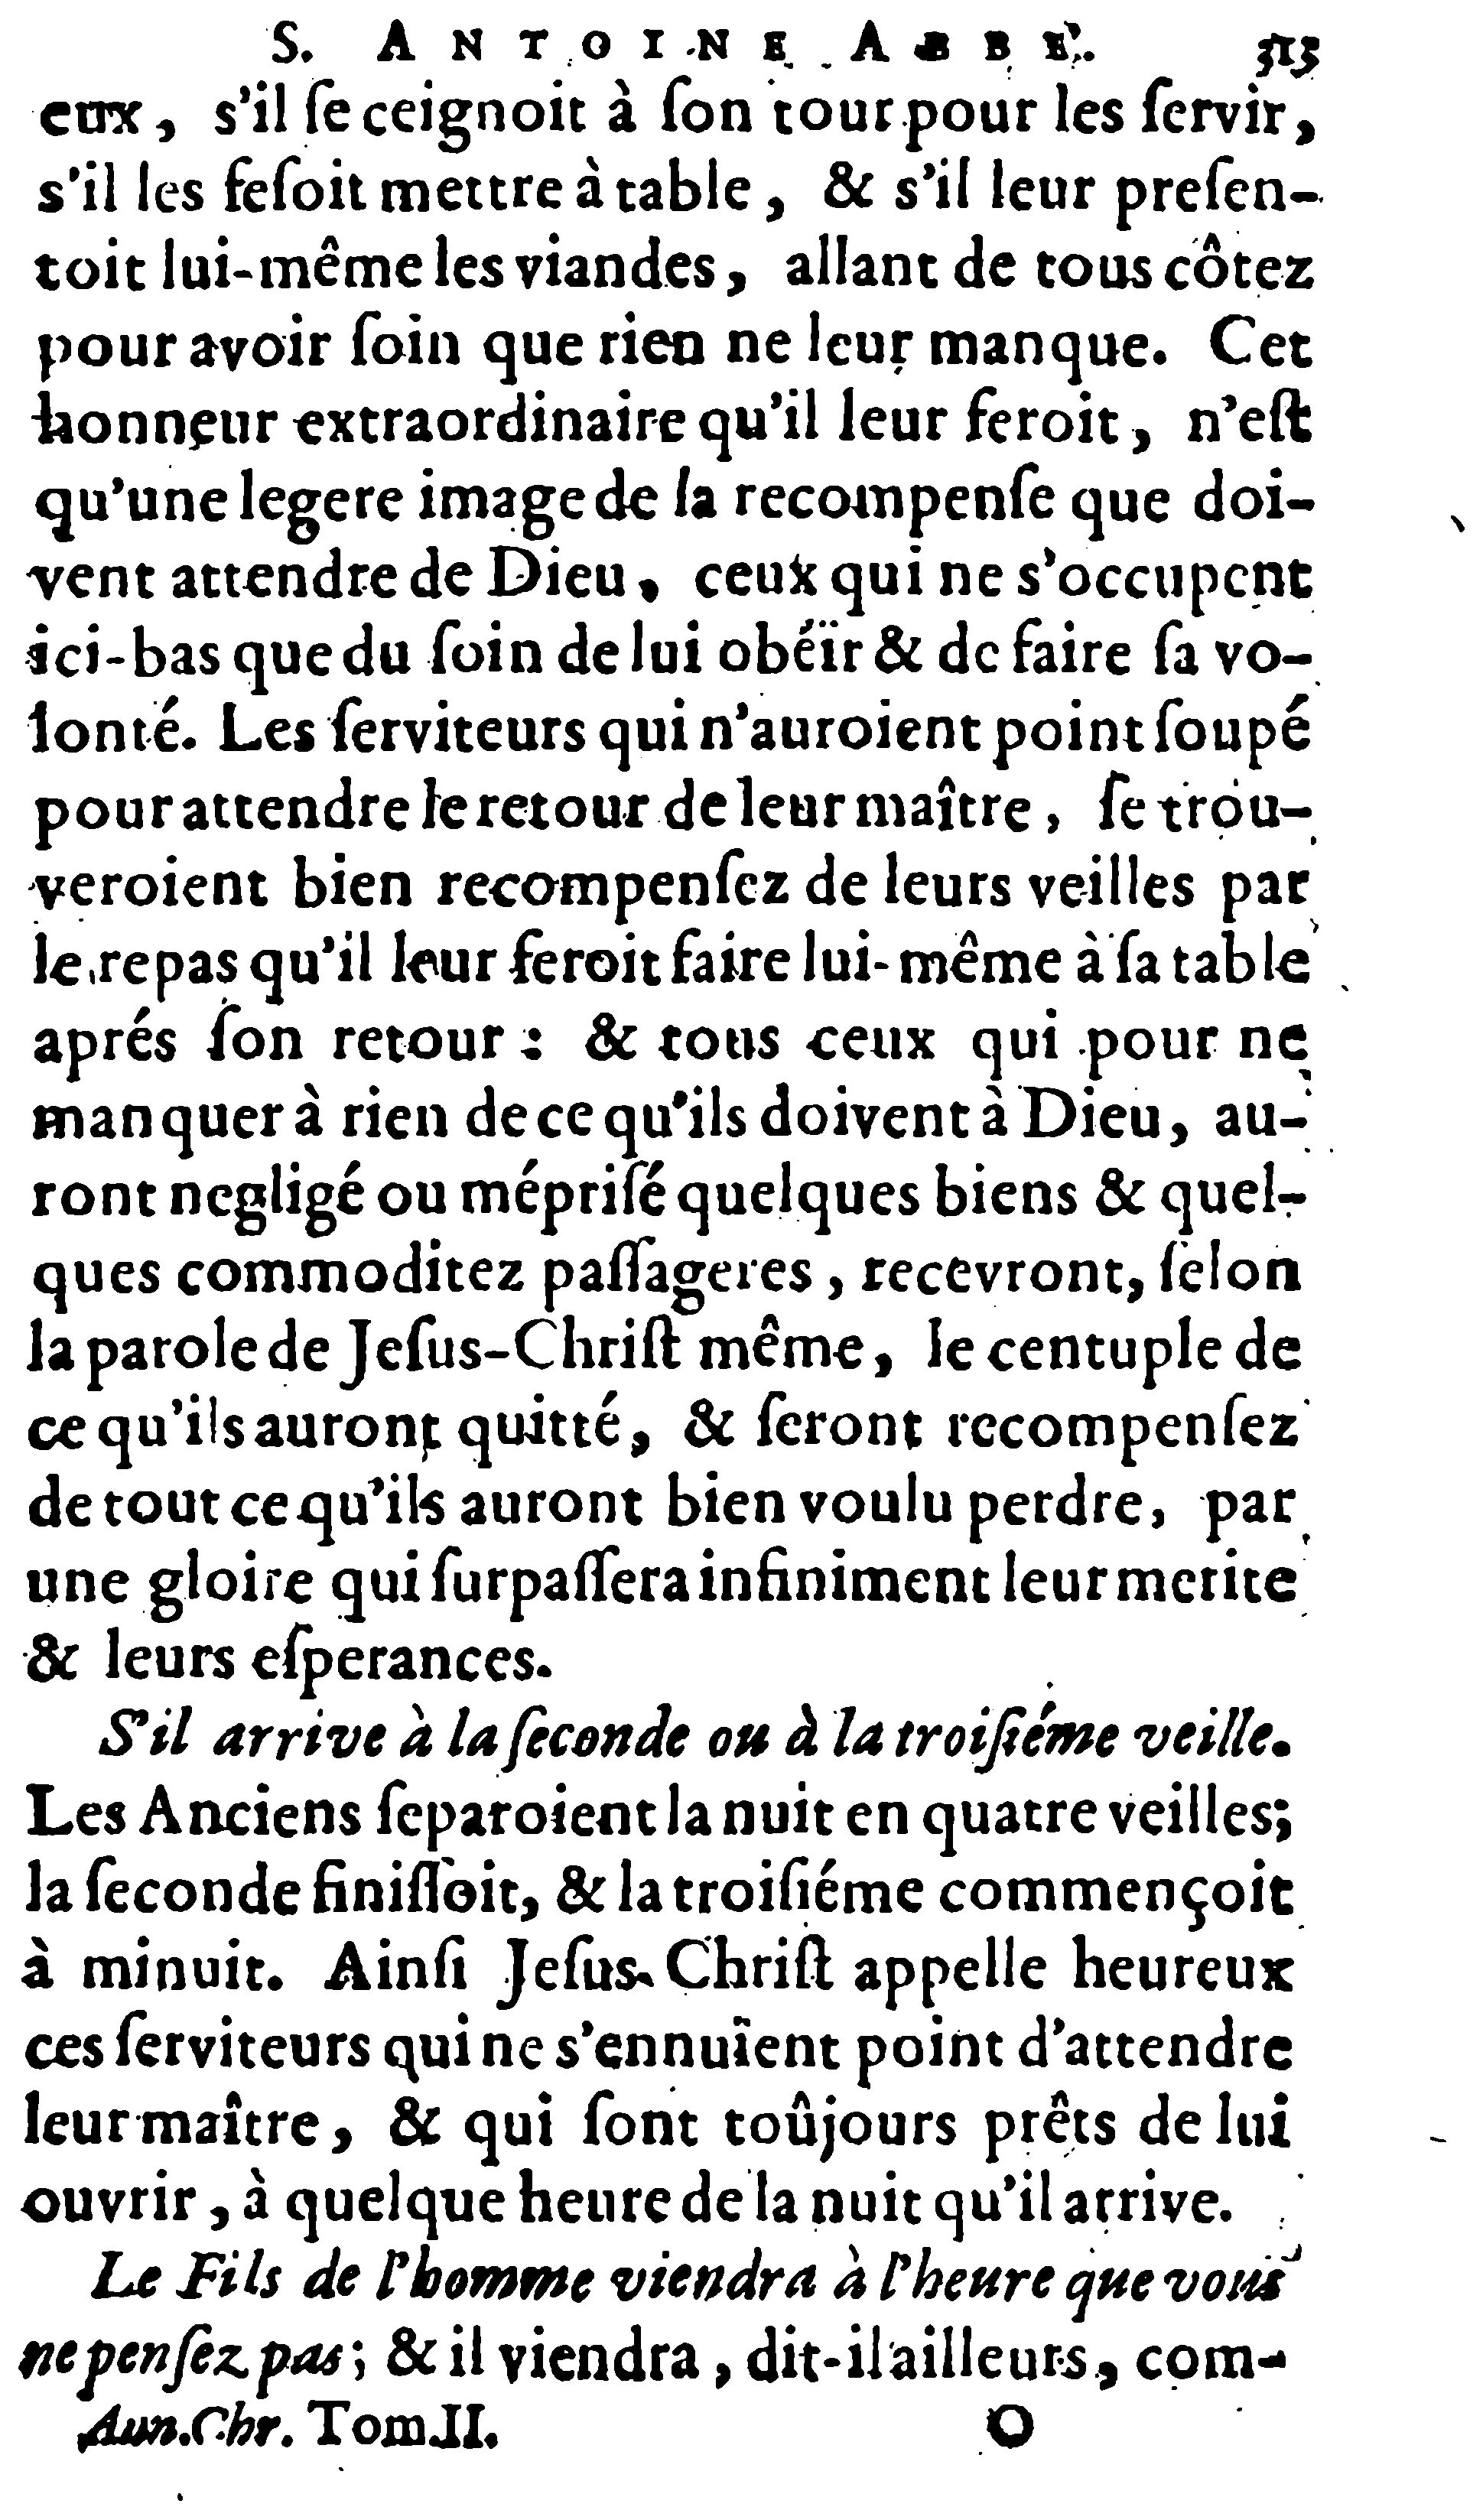 S. ANTOINE ABBE'. 313
eux, s'il ſe ceignoit à ſon tour pour les ſervir,
s'il les feſoit mettre à table, & s'il leur preſen-
toit lui-même les viandes, allant de tous côtez
pour avoir ſoin que rien ne leur manque. Cet
honneur extraordinaire qu'il leur feroit, n'eſt
qu'une legere image de la recompenſe que doi-
vent attendre de Dieu, ceux qui ne s'occupent
ici-bas que du ſoin de lui obéïr & de faire ſa vo-
lonté. Les ſerviteurs qui n'auroient point ſoupé
pour attendre le retour de leur maître, ſe trou-
veroient bien recompenſez de leurs veilles par
le repas qu'il leur feroit faire lui-même à ſa table
aprés ſon retour : & tous ceux qui pour ne
manquer à rien de ce qu'ils doivent à Dieu, au-
ront negligé ou mépriſé quelques biens & quel-
ques commoditez paſſageres, recevront, ſelon
la parole de Jeſus-Chriſt même, le centuple de
ce qu'ils auront quitté, & ſeront recompenſez
de tout ce qu'ils auront bien voulu perdre, par
une gloire qui ſurpaſſera infiniment leur merite
& leurs eſperances.
S'il arrive à la ſeconde ou à la troiſiéme veille.
Les Anciens ſeparoient la nuit en quatre veilles;
la ſeconde finiſſoit, & la troiſiéme commençoit
à minuit. Ainſi Jeſus-Chriſt appelle heureux
ces ſerviteurs qui ne s'ennuïent point d'attendre
leur maître, & qui ſont toûjours prêts de lui
ouvrir, à quelque heure de la nuit qu'il arrive.
Le Fils de l'homme viendra à l'heure que vous
ne penſez pas; & il viendra, dit-il ailleurs, com-
Ann. Chr. Tom. II. O